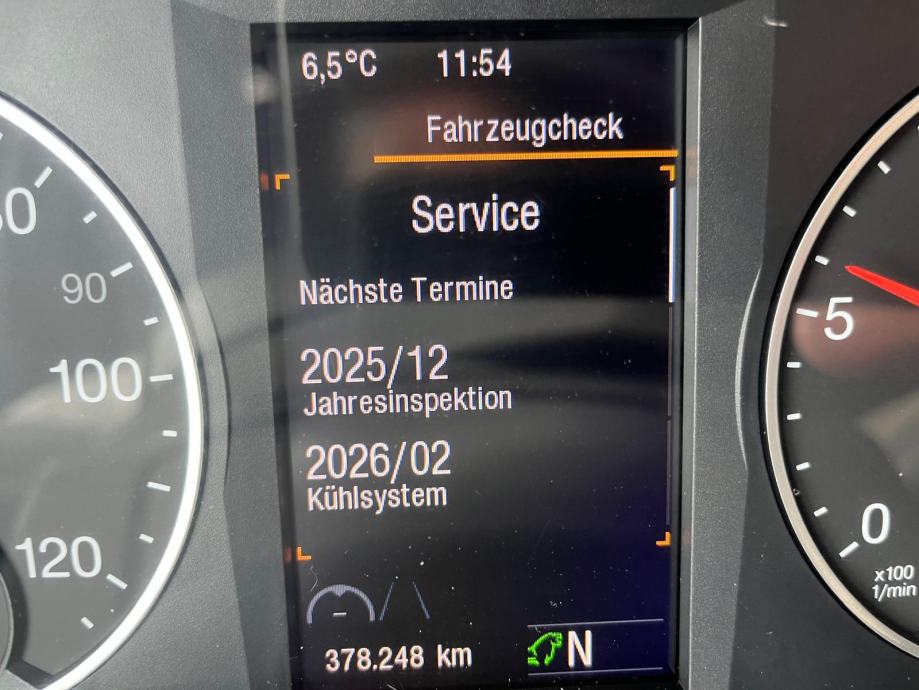 6,5°C 11:54
Fahrzeugcheck
Service
Nächste Termine
2025/12
Jahresinspektion
2026/02
Kühlsystem
378.248 km N
90
100
120
5
0
x100
1/min